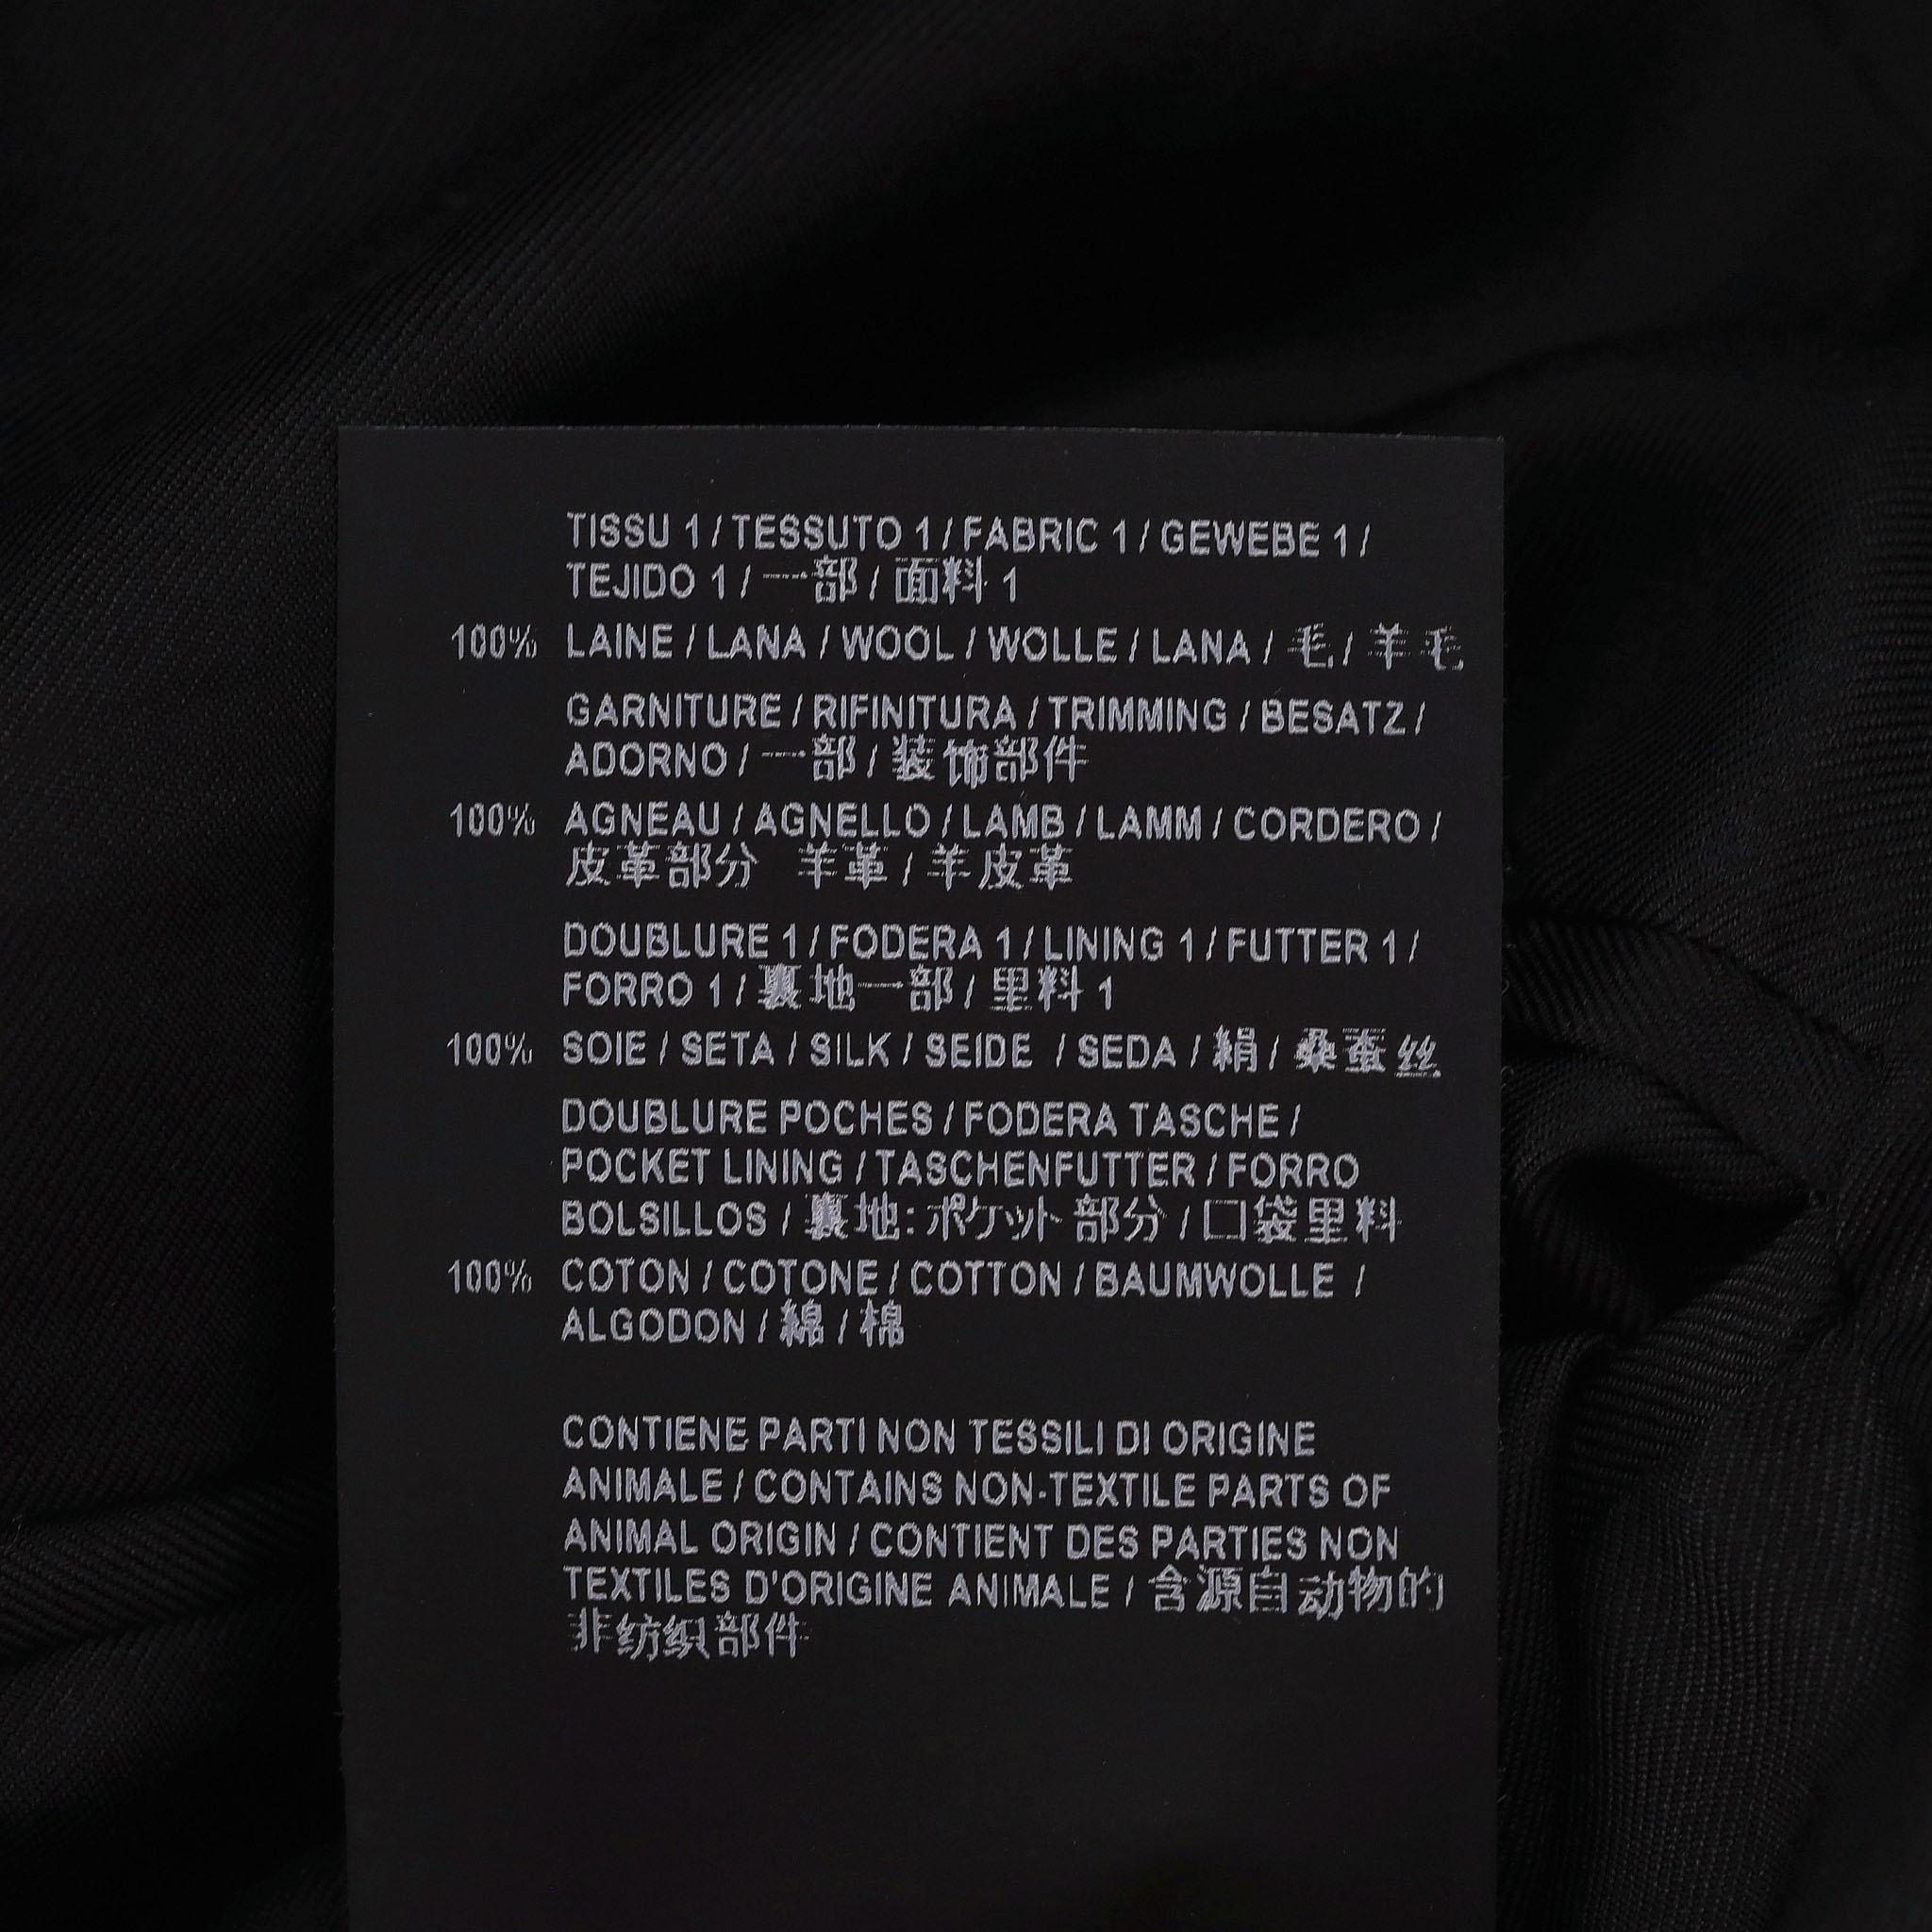 TISSU 1 / TESSUTO 1 / FABRIC 1 / GEWEBE 1 /
TEJIDO 1 / 一部 / 面料 1
100% LAINE / LANA / WOOL / WOLLE / LANA / 毛 / 羊毛
GARNITURE / RIFINITURA / TRIMMING / BESATZ /
ADORNO / 一部 / 装饰部件
100% AGNEAU / AGNELLO / LAMB / LAMM / CORDERO /
皮革部分 羊革 / 羊皮革
DOUBLURE 1 / FODERA 1 / LINING 1 / FUTTER 1 /
FORRO 1 / 裏地一部 / 里料 1
100% SOIE / SETA / SILK / SEIDE / SEDA / 絹 / 桑蚕丝
DOUBLURE POCHES / FODERA TASCHE /
POCKET LINING / TASCHENFUTTER / FORRO
BOLSILLOS / 裏地:ポケット部分 / 口袋里料
100% COTON / COTONE / COTTON / BAUMWOLLE /
ALGODON / 綿 / 棉
CONTIENE PARTI NON TESSILI DI ORIGINE
ANIMALE / CONTAINS NON-TEXTILE PARTS OF
ANIMAL ORIGIN / CONTIENT DES PARTIES NON
TEXTILES D'ORIGINE ANIMALE / 含源自动物的
非纺织部件